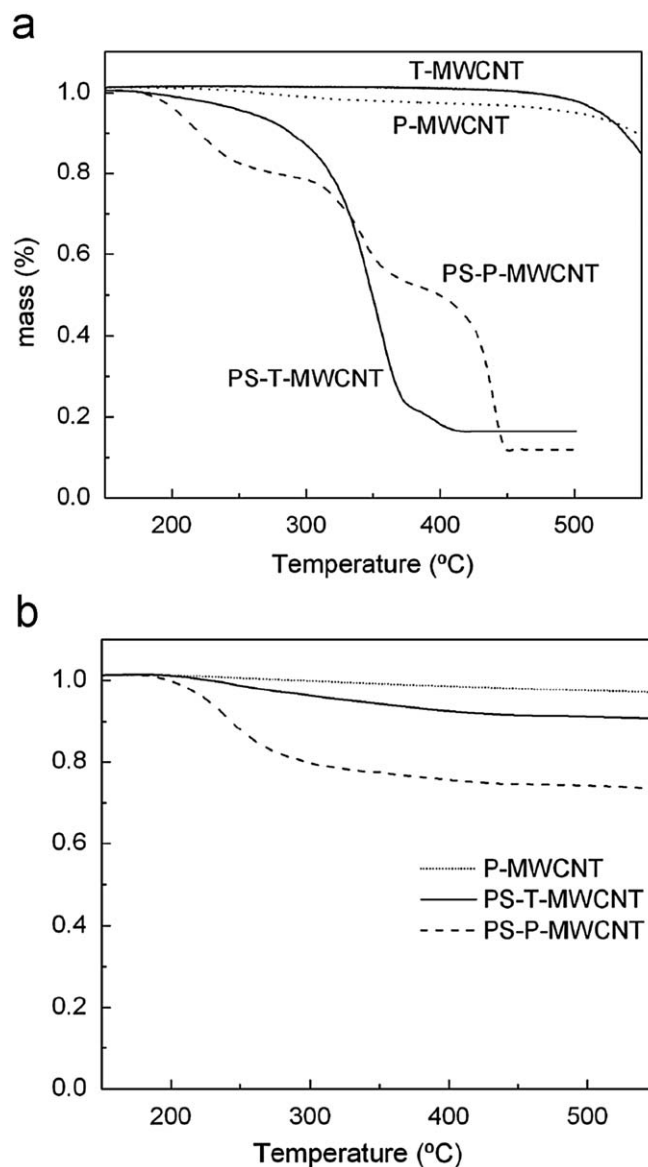 a
T-MWCNT
1.0
P-MWCNT
0.8
0.6
PS-P-MWCNT
mass (%)
0.4
PS-T-MWCNT
0.2
0.0
200 300 400 500
Temperature (ºC)
b
1.0
0.8
0.6
P-MWCNT
PS-T-MWCNT
PS-P-MWCNT
0.4
0.2
0.0
200 300 400 500
Temperature (ºC)